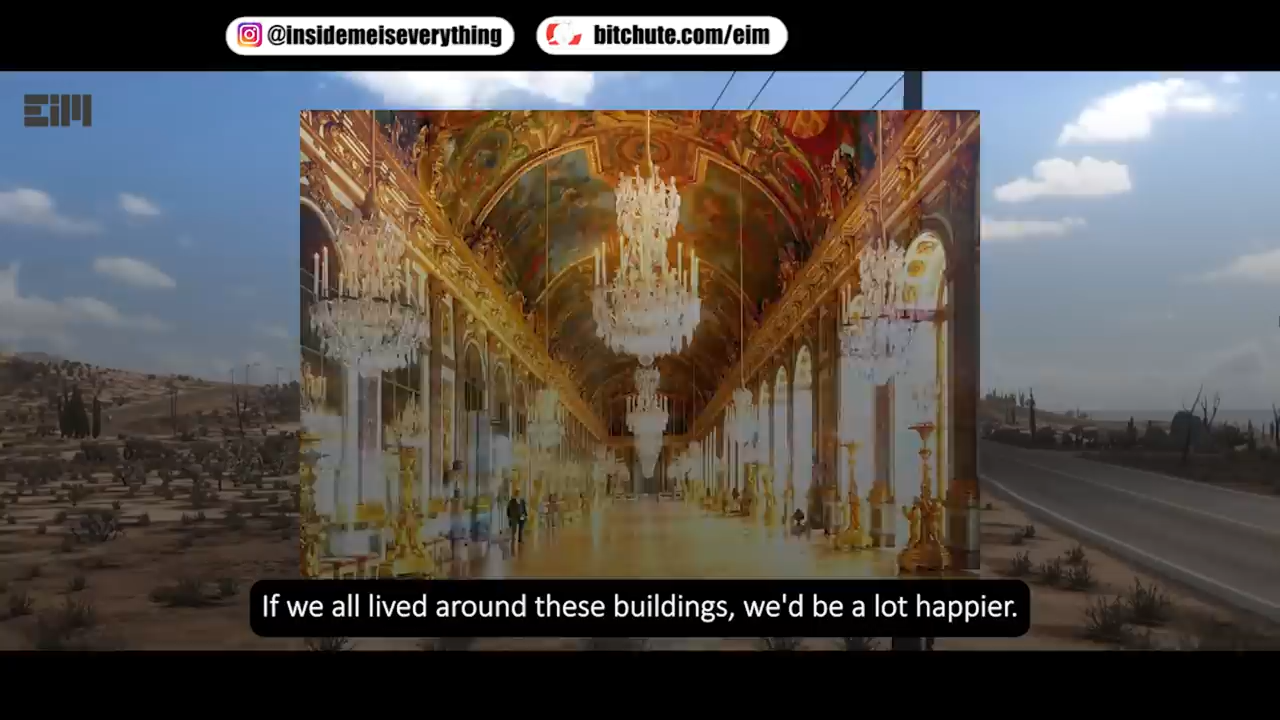 @insidemeiseverything
bitchute.com/eim
EiM
If we all lived around these buildings, we'd be a lot happier.